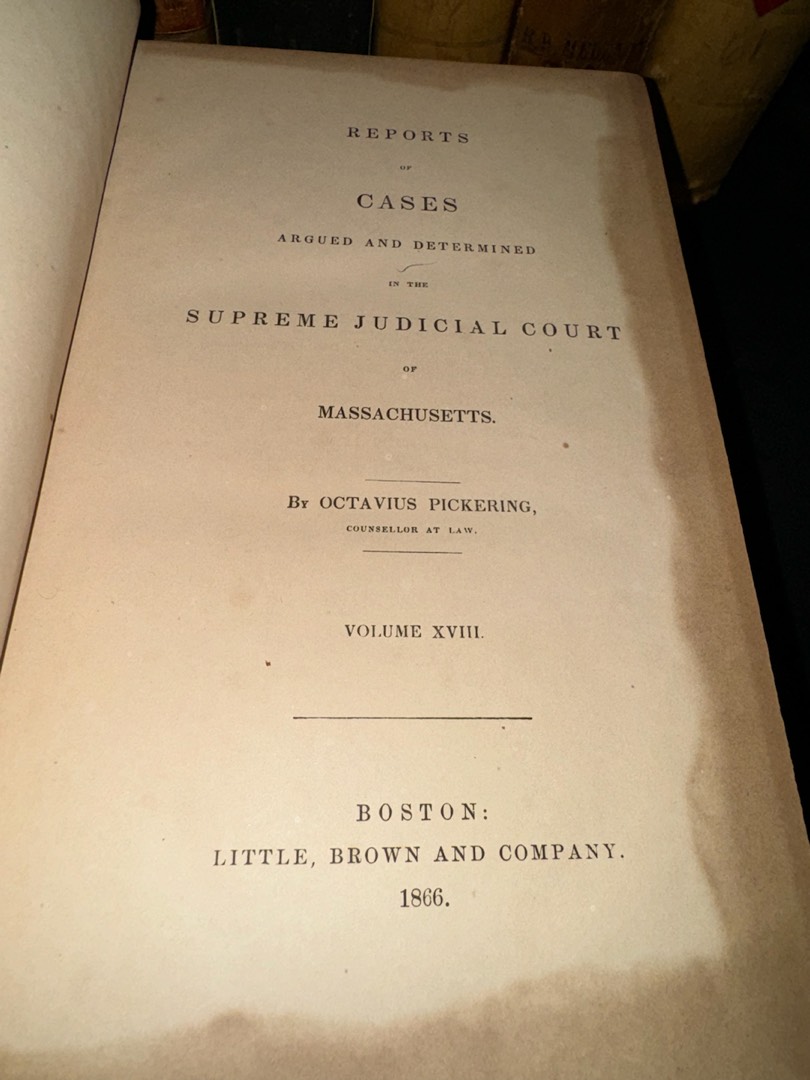 REPORTS
OF
CASES
ARGUED AND DETERMINED
IN THE
SUPREME JUDICIAL COURT
OF
MASSACHUSETTS.
By OCTAVIUS PICKERING,
COUNSELLOR AT LAW.
VOLUME XVIII.
BOSTON:
LITTLE, BROWN AND COMPANY.
1866.